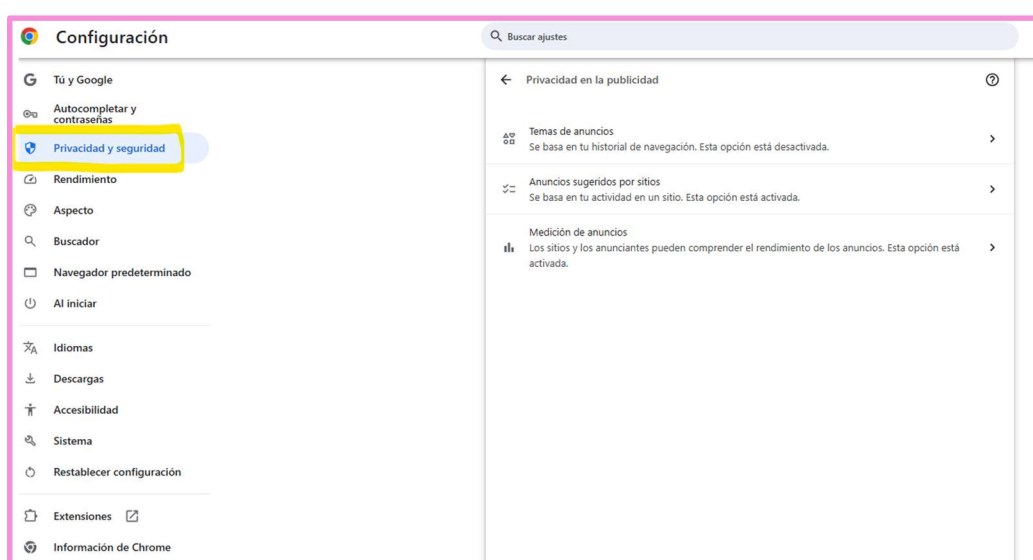 Configuración
Buscar ajustes
Tú y Google
Autocompletar y
contraseñas
Privacidad y seguridad
Rendimiento
Aspecto
Buscador
Navegador predeterminado
Al iniciar
Idiomas
Descargas
Accesibilidad
Sistema
Restablecer configuración
Extensiones
Información de Chrome
Privacidad en la publicidad
Temas de anuncios
Se basa en tu historial de navegación. Esta opción está desactivada.
Anuncios sugeridos por sitios
Se basa en tu actividad en un sitio. Esta opción está activada.
Medición de anuncios
Los sitios y los anunciantes pueden comprender el rendimiento de los anuncios. Esta opción está
activada.